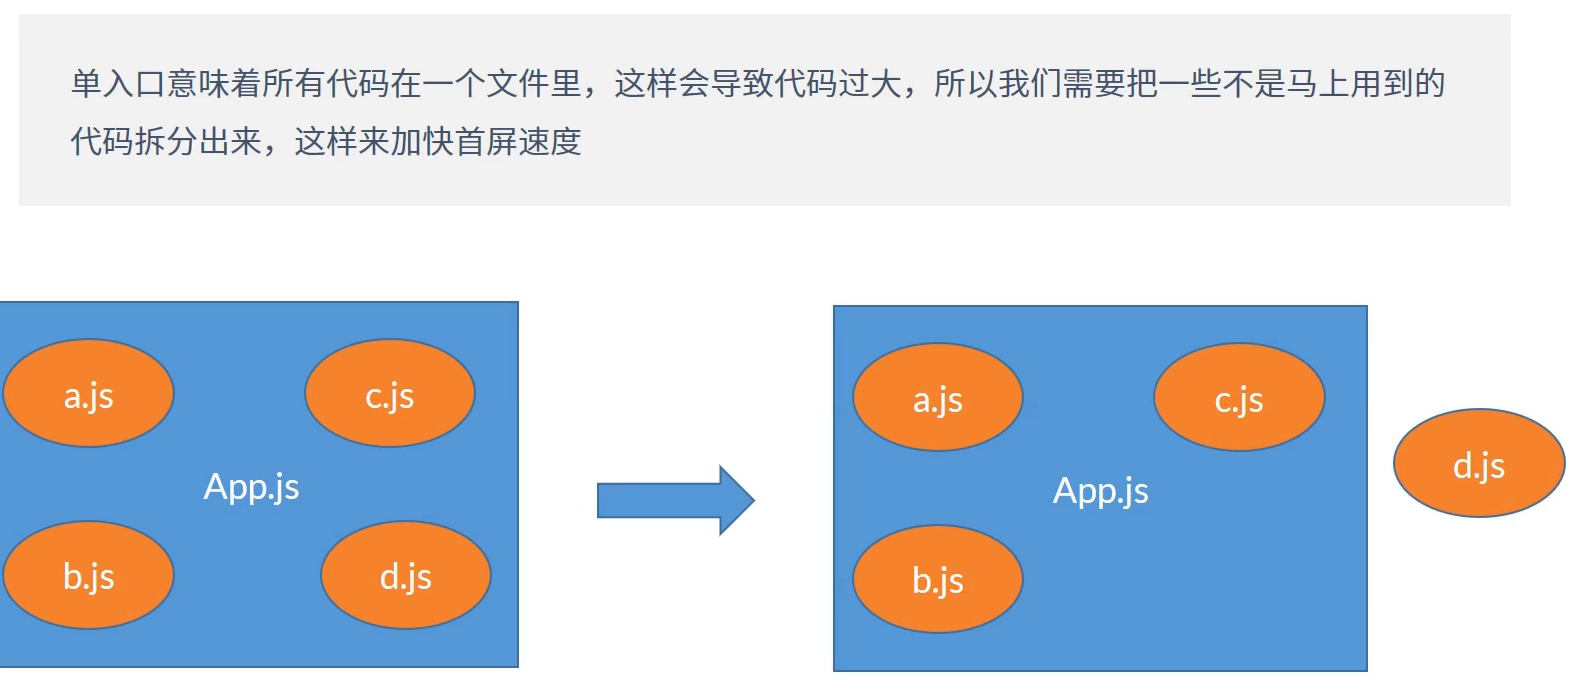 单入口意味着所有代码在一个文件里，这样会导致代码过大，所以我们需要把一些不是马上用到的
代码拆分出来，这样来加快首屏速度
a.js
c.js
App.js
b.js
d.js
a.js
c.js
App.js
b.js
d.js